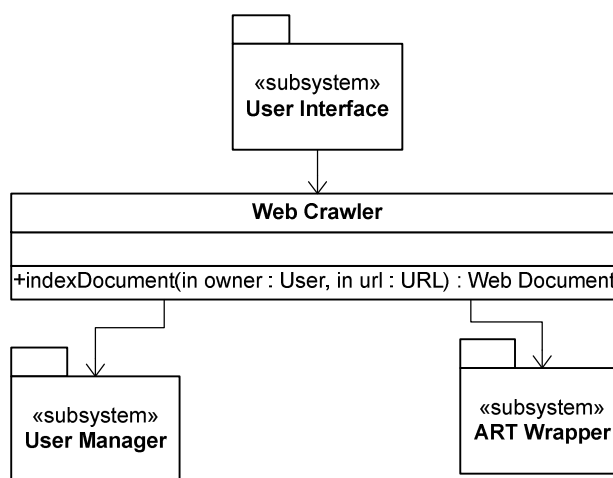 «subsystem»
User Interface
Web Crawler
+indexDocument(in owner : User, in url : URL) : Web Document
«subsystem»
User Manager
«subsystem»
ART Wrapper